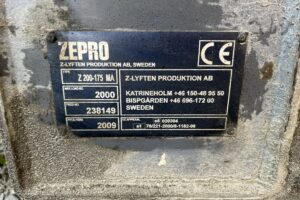 ZEPRO
Z-LYFTEN PRODUKTION AB, SWEDEN
TYPE
Z 200-175 MA
2000
238149
2009
CE
Z-LYFTEN PRODUKTION AB
KATRINEHOLM +46 150-48 95 50
BISPGÅRDEN +46 696-172 00
SWEDEN